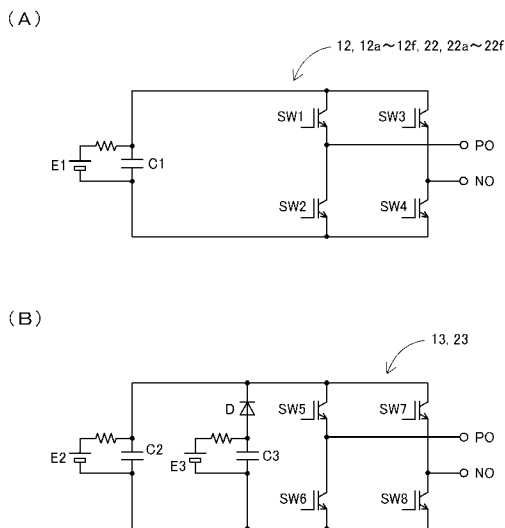 (A)
12, 12a～12f, 22, 22a～22f
SW1 SW3
PO
E1 C1
NO
SW2 SW4
(B)
13, 23
D SW5 SW7
PO
E2 C2 E3 C3
NO
SW6 SW8